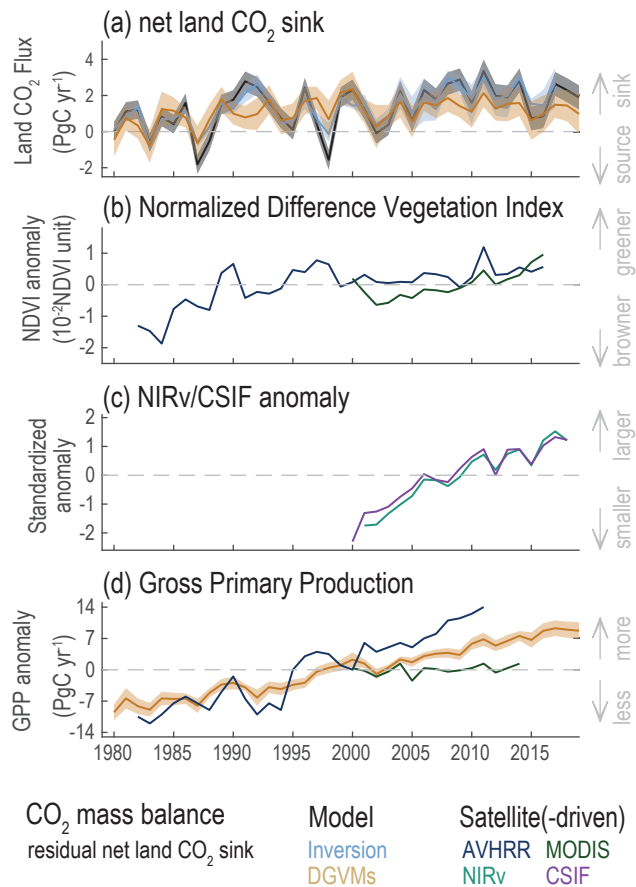 (a) net land CO2 sink
Land CO2 Flux
(PgC yr-1)
4
2
0
-2
sink
source
(b) Normalized Difference Vegetation Index
NDVI anomaly
(10-2NDVI unit)
1
0
-1
-2
greener
browner
(c) NIRv/CSIF anomaly
Standardized
anomaly
2
1
0
-1
-2
larger
smaller
(d) Gross Primary Production
GPP anomaly
(PgC yr-1)
14
7
0
-7
-14
more
less
1980 1985 1990 1995 2000 2005 2010 2015
CO2 mass balance Model Satellite(-driven)
residual net land CO2 sink Inversion AVHRR MODIS
DGVMs NIRv CSIF